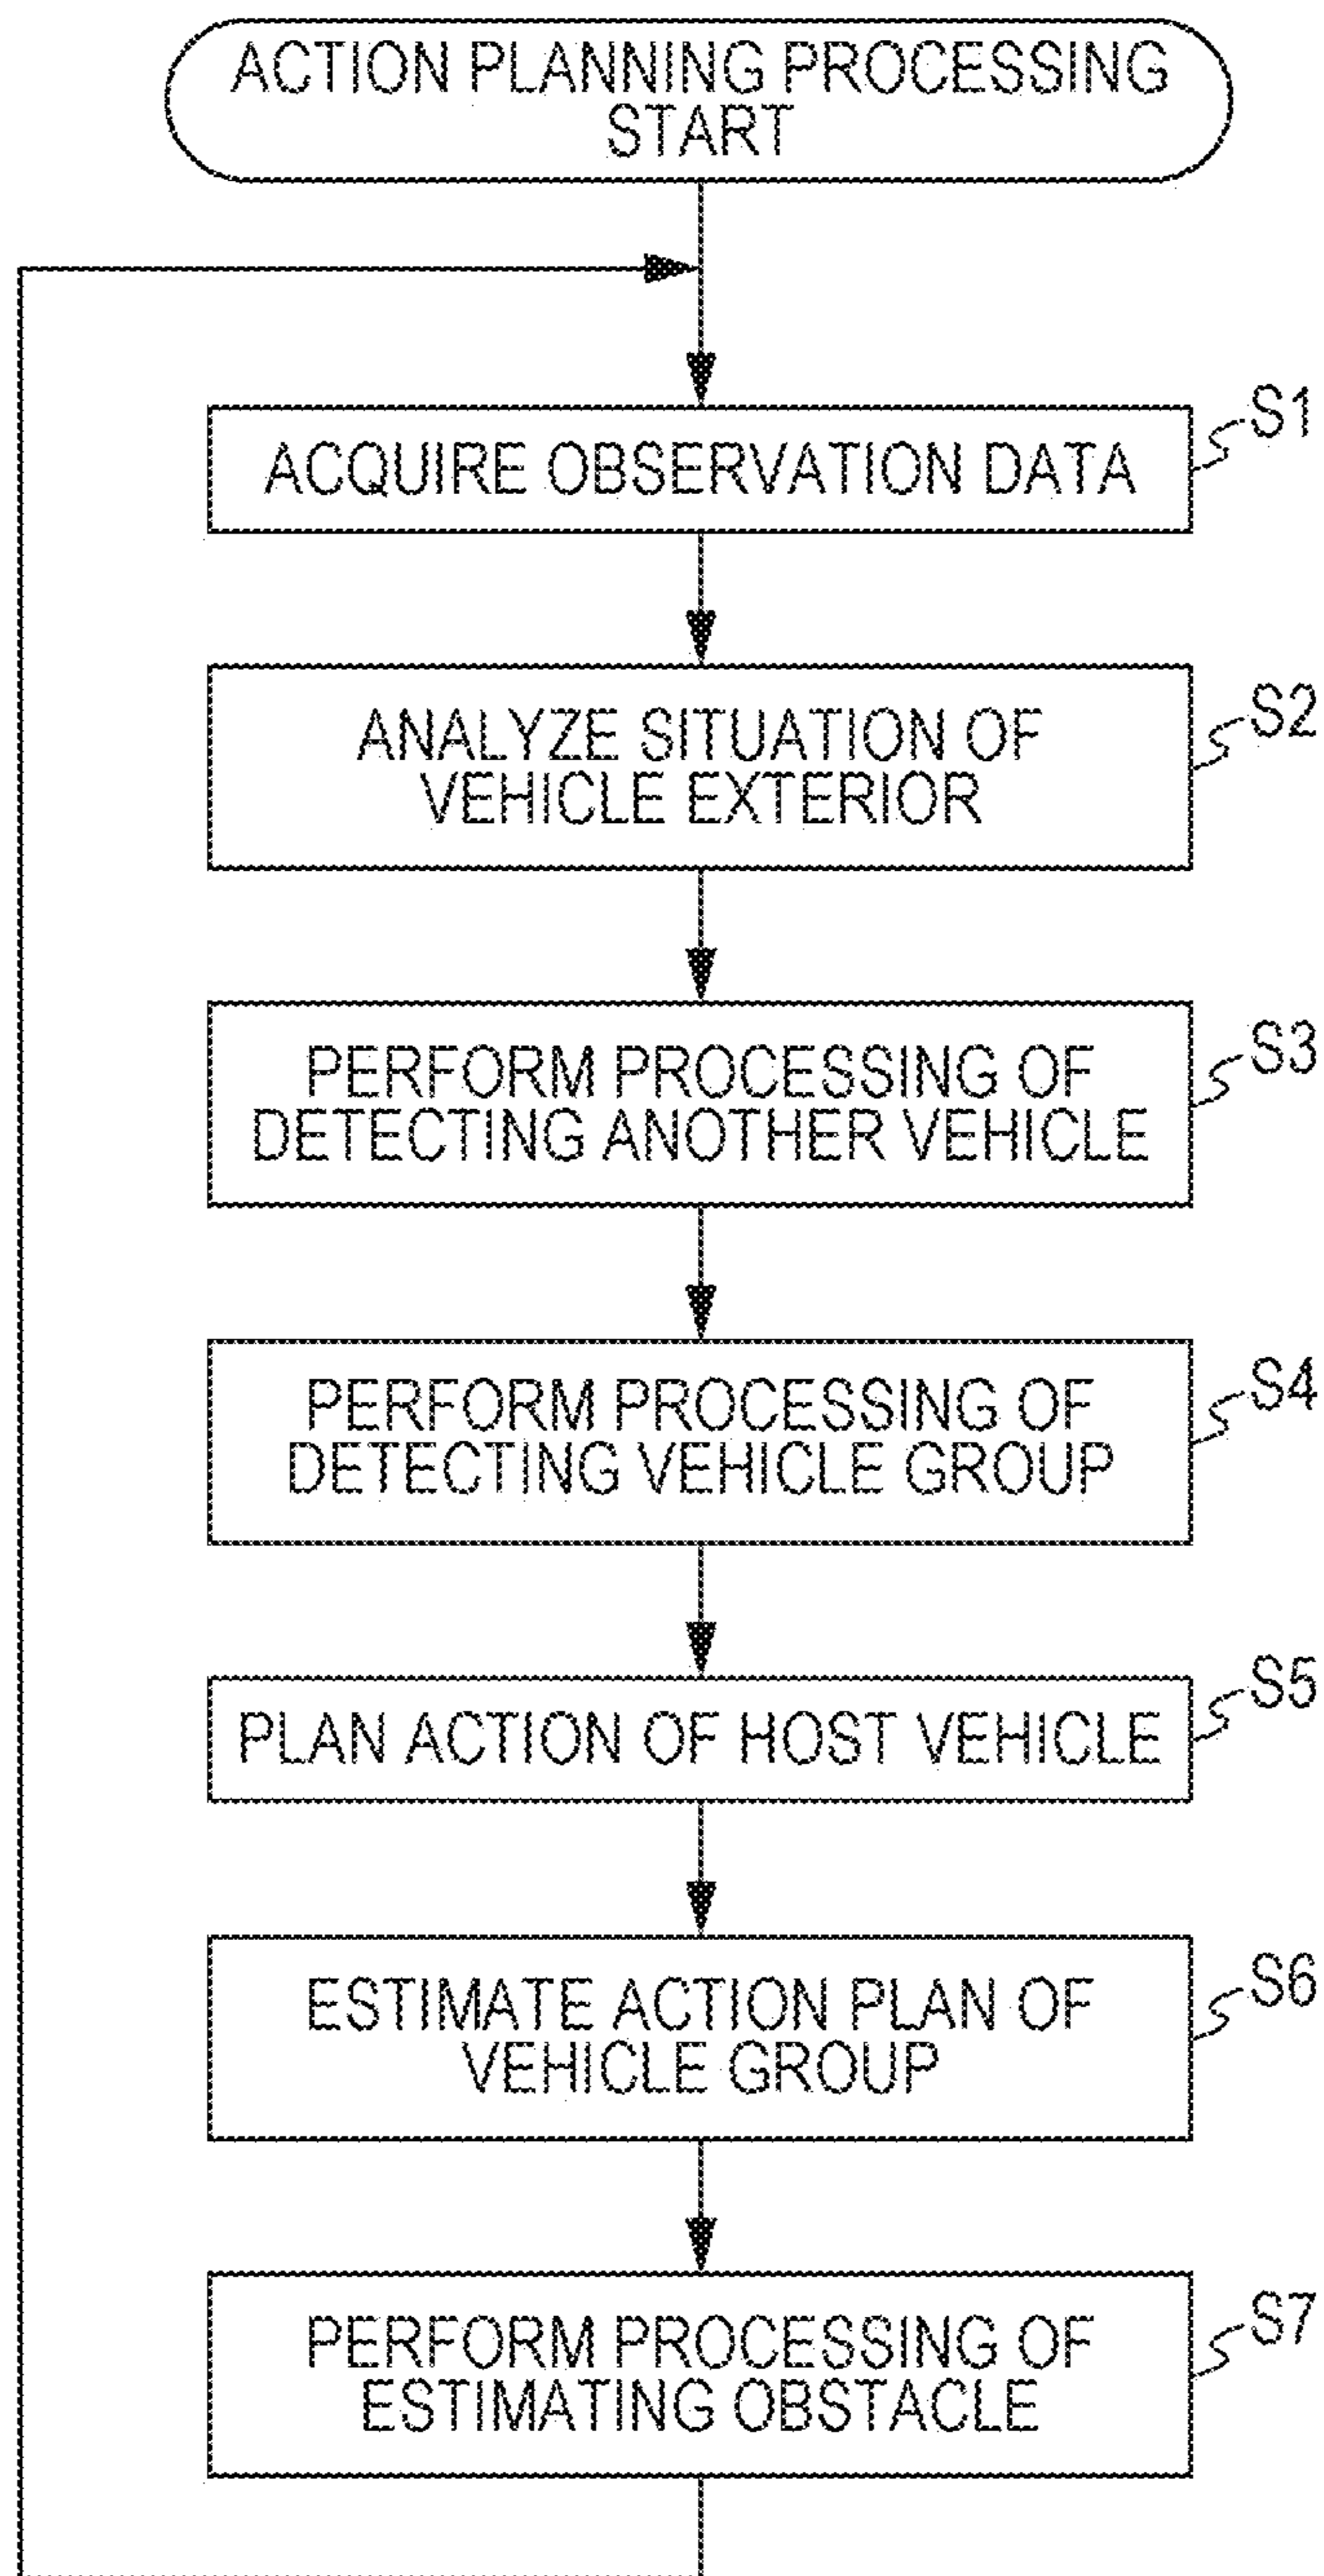 ACTION PLANNING PROCESSING
START
S1
ACQUIRE OBSERVATION DATA
S2
ANALYZE SITUATION OF
VEHICLE EXTERIOR
S3
PERFORM PROCESSING OF
DETECTING ANOTHER VEHICLE
S4
PERFORM PROCESSING OF
DETECTING VEHICLE GROUP
S5
PLAN ACTION OF HOST VEHICLE
S6
ESTIMATE ACTION PLAN OF
VEHICLE GROUP
S7
PERFORM PROCESSING OF
ESTIMATING OBSTACLE